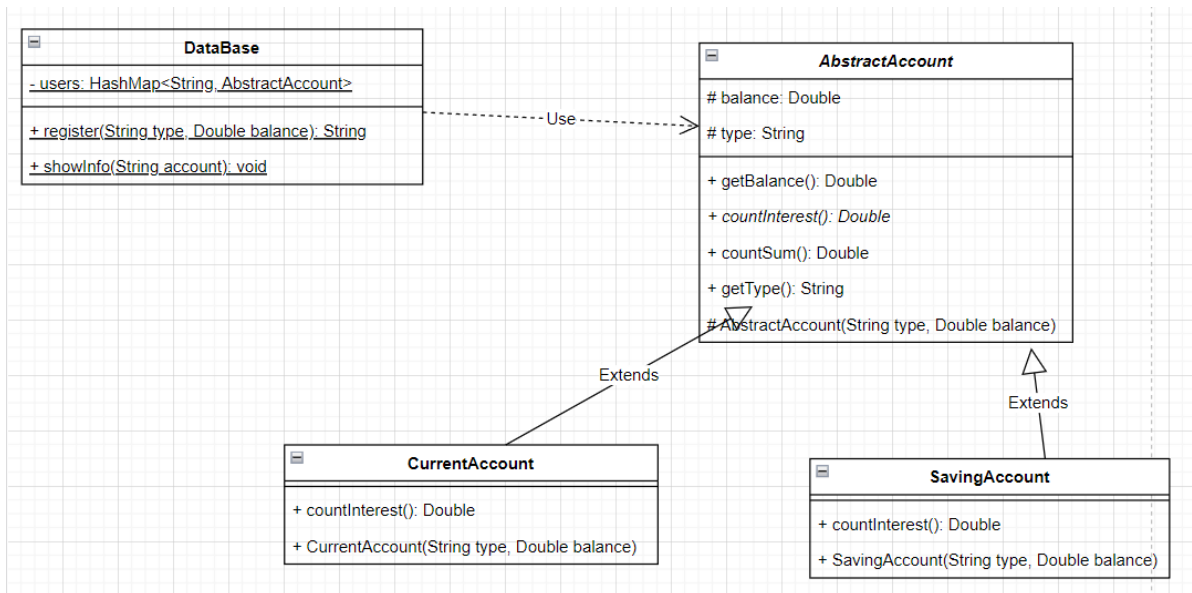 DataBase
- users: HashMap<String, AbstractAccount>
+ register(String type, Double balance): String
+ showInfo(String account): void
Use
AbstractAccount
# balance: Double
# type: String
+ getBalance(): Double
+ countInterest(): Double
+ countSum(): Double
+ getType(): String
# AbstractAccount(String type, Double balance)
Extends
Extends
CurrentAccount
+ countInterest(): Double
+ CurrentAccount(String type, Double balance)
SavingAccount
+ countInterest(): Double
+ SavingAccount(String type, Double balance)